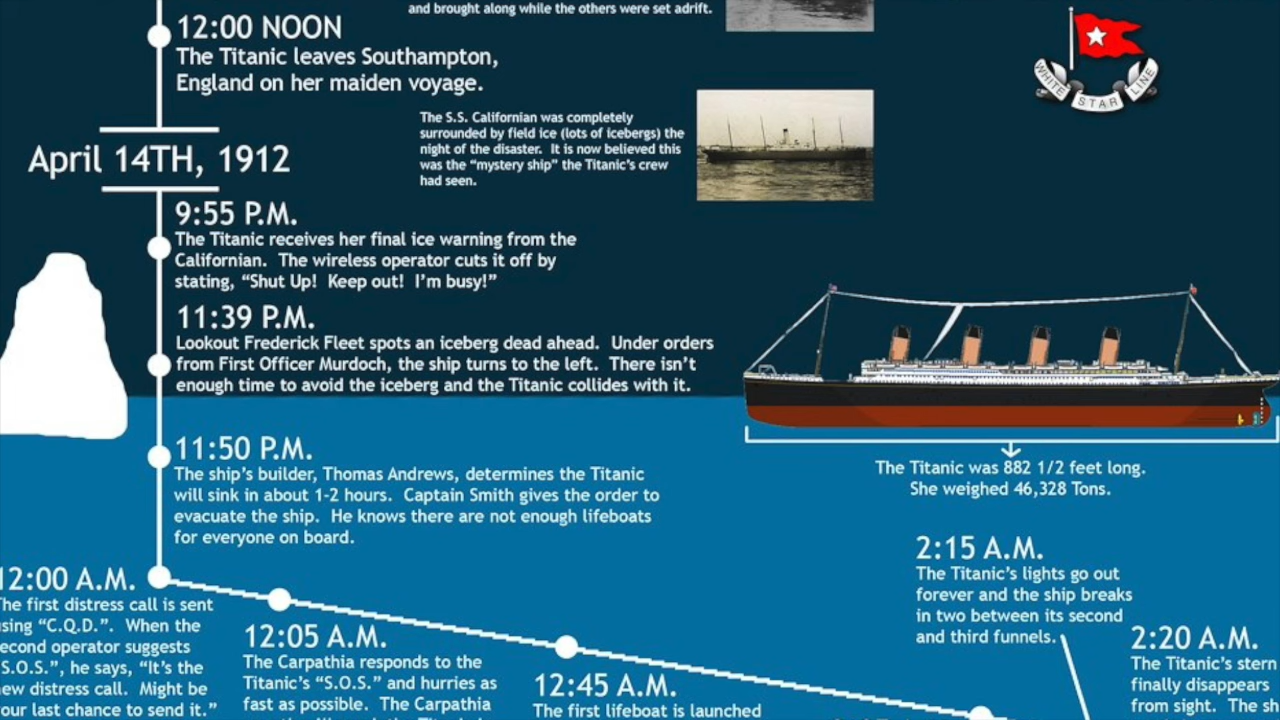 and brought along while the others were set adrift.
12:00 NOON
The Titanic leaves Southampton,
England on her maiden voyage.
WHITE STAR LINE
The S.S. Californian was completely
surrounded by field ice (lots of icebergs) the
night of the disaster. It is now believed this
was the “mystery ship” the Titanic’s crew
had seen.
April 14TH, 1912
9:55 P.M.
The Titanic receives her final ice warning from the
Californian. The wireless operator cuts it off by
stating, “Shut Up! Keep out! I’m busy!”
11:39 P.M.
Lookout Frederick Fleet spots an iceberg dead ahead. Under orders
from First Officer Murdoch, the ship turns to the left. There isn’t
enough time to avoid the iceberg and the Titanic collides with it.
11:50 P.M.
The ship’s builder, Thomas Andrews, determines the Titanic
will sink in about 1-2 hours. Captain Smith gives the order to
evacuate the ship. He knows there are not enough lifeboats
for everyone on board.
The Titanic was 882 1/2 feet long.
She weighed 46,328 Tons.
12:00 A.M.
The first distress call is sent
using “C.Q.D.”. When the
second operator suggests
“S.O.S.”, he says, “It’s the
new distress call. Might be
your last chance to send it.”
12:05 A.M.
The Carpathia responds to the
Titanic’s “S.O.S.” and hurries as
fast as possible. The Carpathia
12:45 A.M.
The first lifeboat is launched
2:15 A.M.
The Titanic’s lights go out
forever and the ship breaks
in two between its second
and third funnels.
2:20 A.M.
The Titanic’s stern
finally disappears
from sight. The